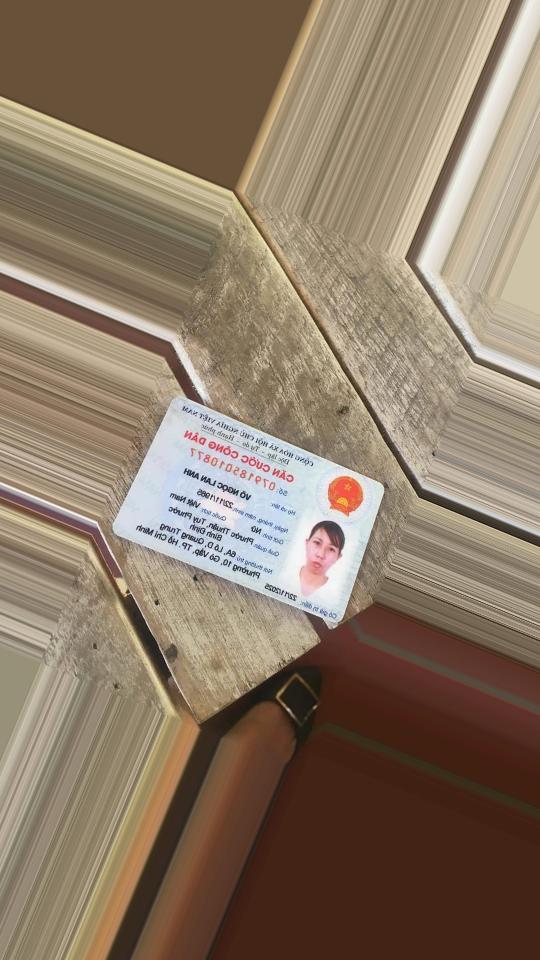 CỘNG HÒA XÃ HỘI CHỦ NGHĨA VIỆT NAM
Độc lập - Tự do - Hạnh phúc
CĂN CƯỚC CÔNG DÂN
Số: 079185010877
Họ và tên:
VÕ NGỌC LAN ANH
Ngày, tháng, năm sinh: 22/11/1985
Giới tính: Nữ Quốc tịch: Việt Nam
Quê quán: Phước Thuận, Tuy Phước
Bình Định
Nơi thường trú: 6A, Lô D, Quang Trung
Phường 10, Gò Vấp, TP. Hồ Chí Minh
Có giá trị đến: 22/11/2025